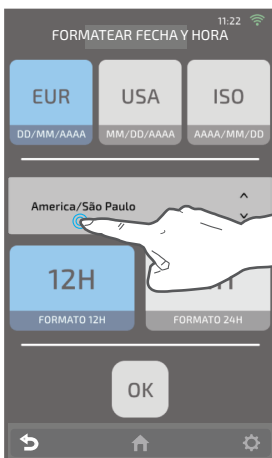 11:22
FORMATEAR FECHA Y HORA
EUR
USA
ISO
DD/MM/AAAA
MM/DD/AAAA
AAAA/MM/DD
America/São Paulo
12H
H
FORMATO 12H
FORMATO 24H
OK